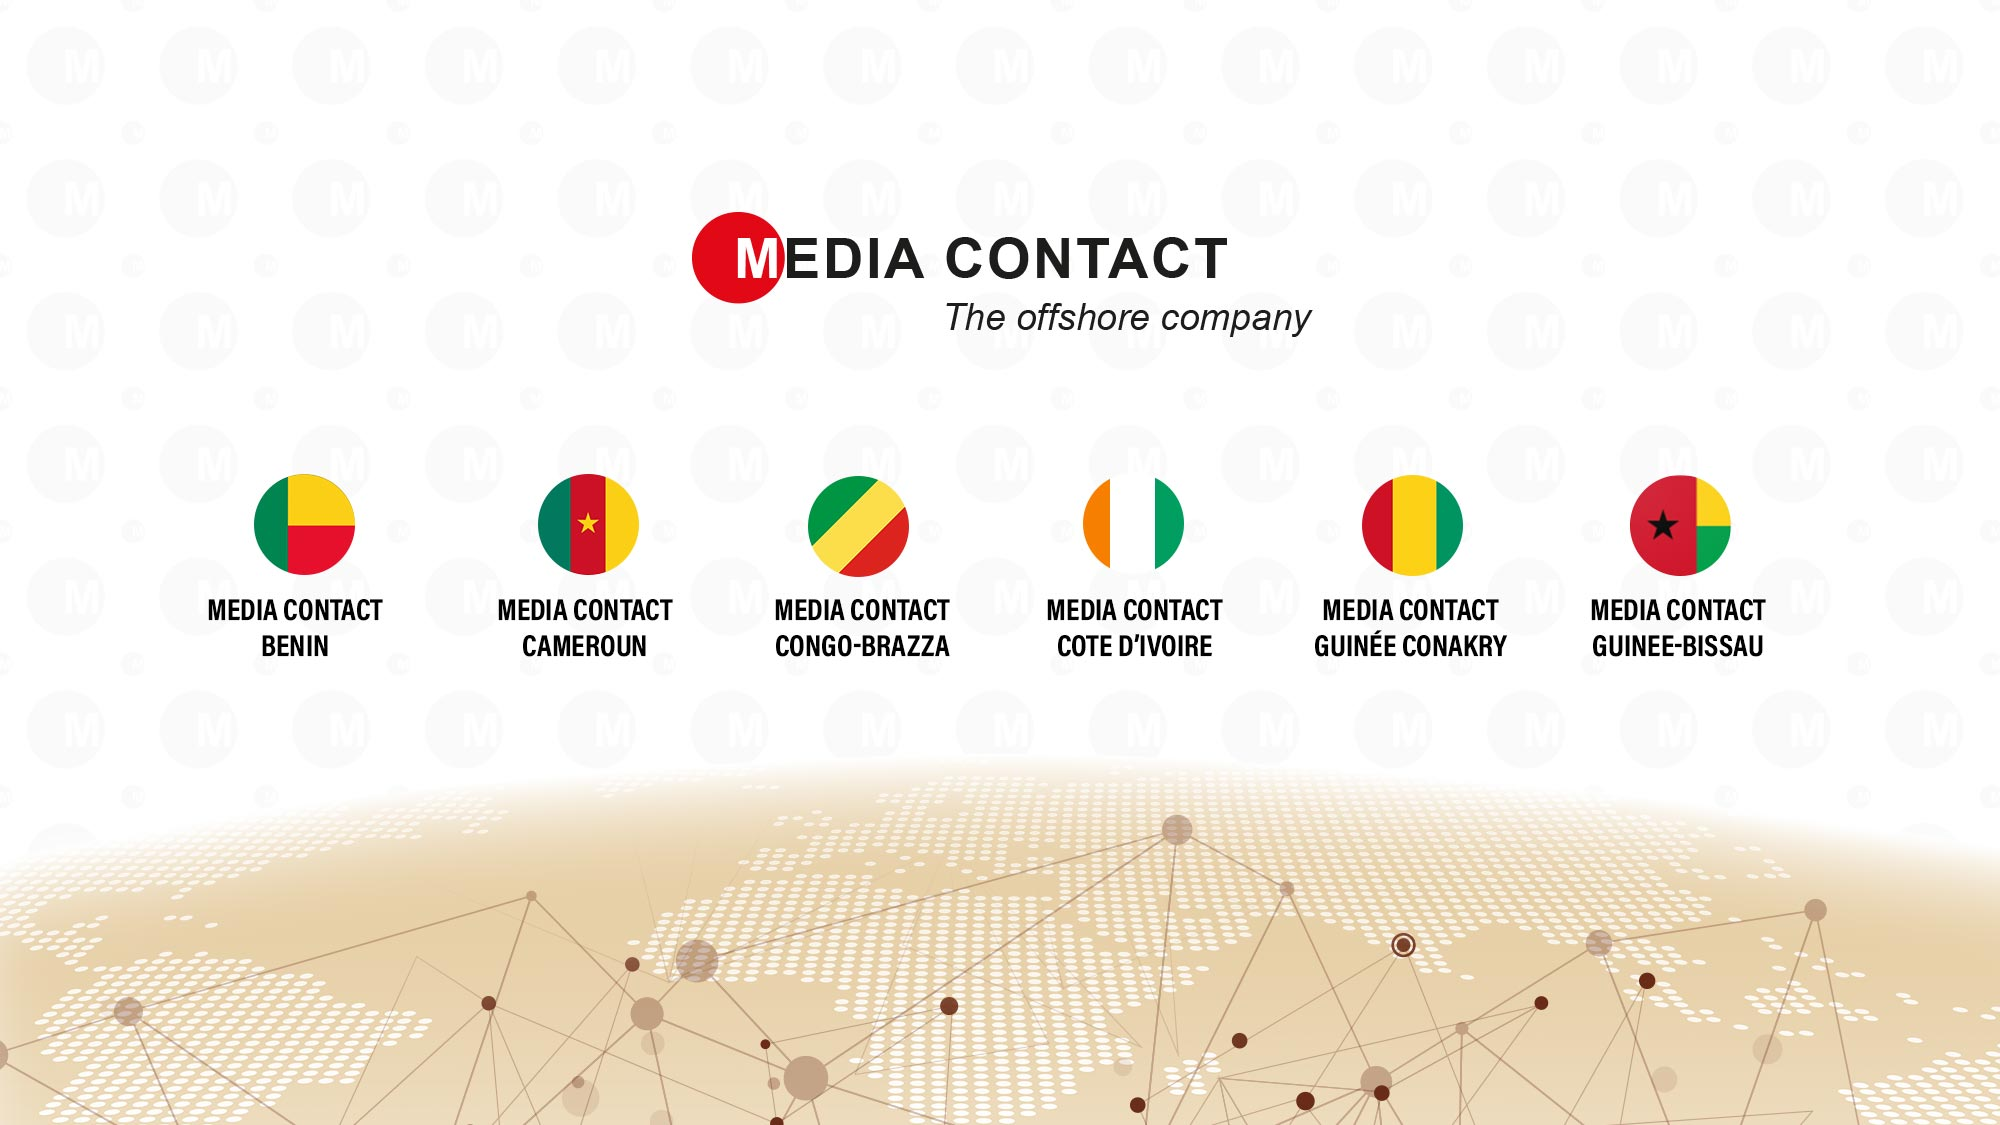 MEDIA CONTACT
The offshore company
MEDIA CONTACT
BENIN
MEDIA CONTACT
CAMEROUN
MEDIA CONTACT
CONGO-BRAZZA
MEDIA CONTACT
COTE D'IVOIRE
MEDIA CONTACT
GUINÉE CONAKRY
MEDIA CONTACT
GUINEE-BISSAU